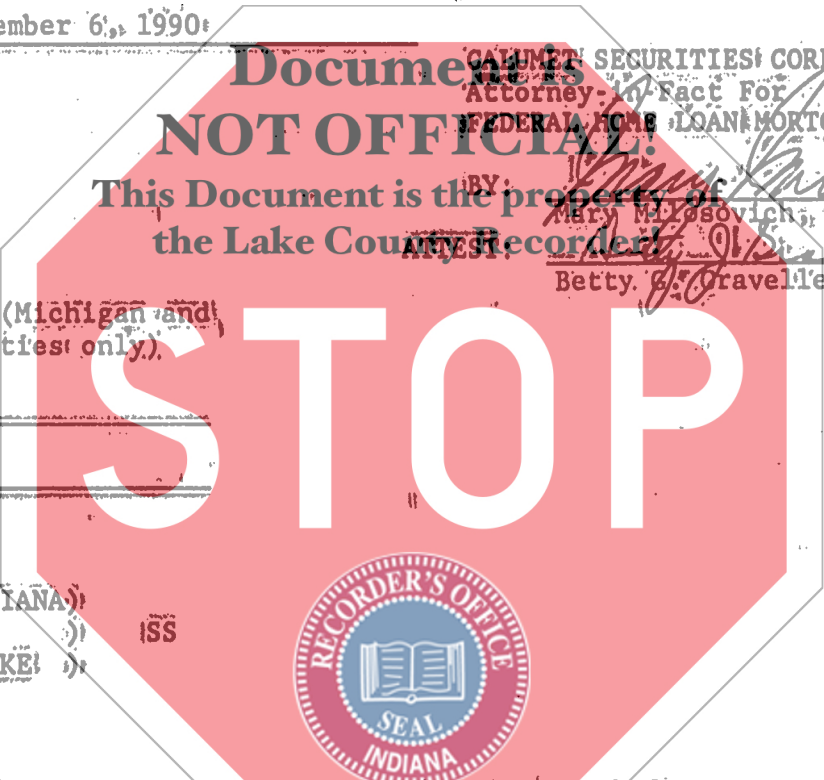 ember 6, 1990
CALUMET SECURITIES CORP
Attorney-in-Fact For
FEDERAL HOME LOAN MORTG
BY:
Mary Milosovich,
ATTEST:
Betty G. Gravelle
Document is
NOT OFFICIAL!
This Document is the property of
the Lake County Recorder!
(Michigan and
ties only)
STOP
IANA)
) SS
KE )
RECORDER'S OFFICE
SEAL
INDIANA